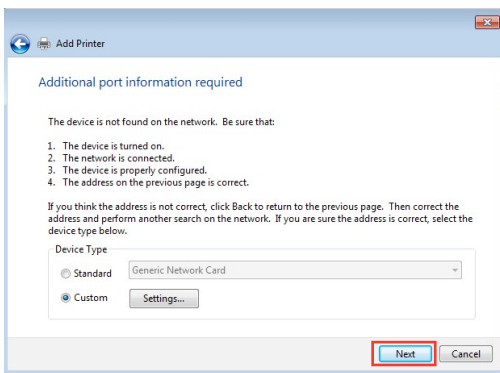 Add Printer
Additional port information required
The device is not found on the network. Be sure that:
1. The device is turned on.
2. The network is connected.
3. The device is properly configured.
4. The address on the previous page is correct.
If you think the address is not correct, click Back to return to the previous page. Then correct the
address and perform another search on the network. If you are sure the address is correct, select the
device type below.
Device Type
Standard Generic Network Card
Custom Settings...
Next Cancel